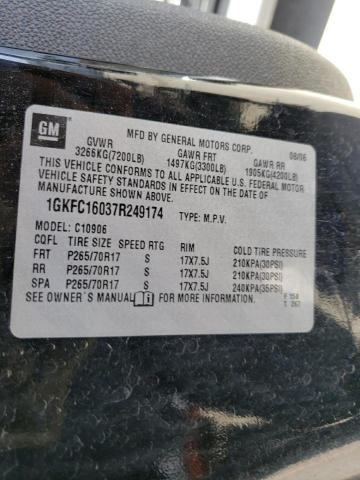 GM
MFD BY GENERAL MOTORS CORP. 08/06
GVWR GAWR FRT GAWR RR
3266KG(7200LB) 1497KG(3300LB) 1905KG(4200LB)
THIS VEHICLE CONFORMS TO ALL APPLICABLE U.S. FEDERAL MOTOR
VEHICLE SAFETY STANDARDS IN EFFECT ON THE DATE OF
MANUFACTURE SHOWN ABOVE.
1GKFC16037R249174 TYPE: M.P.V.
MODEL: C10906
CQFL TIRE SIZE SPEED RTG RIM COLD TIRE PRESSURE
FRT P265/70R17 S 17X7.5J 210KPA(30PSI)
RR P265/70R17 S 17X7.5J 210KPA(30PSI)
SPA P265/70R17 S 17X7.5J 240KPA(35PSI)
SEE OWNER'S MANUAL FOR MORE INFORMATION.